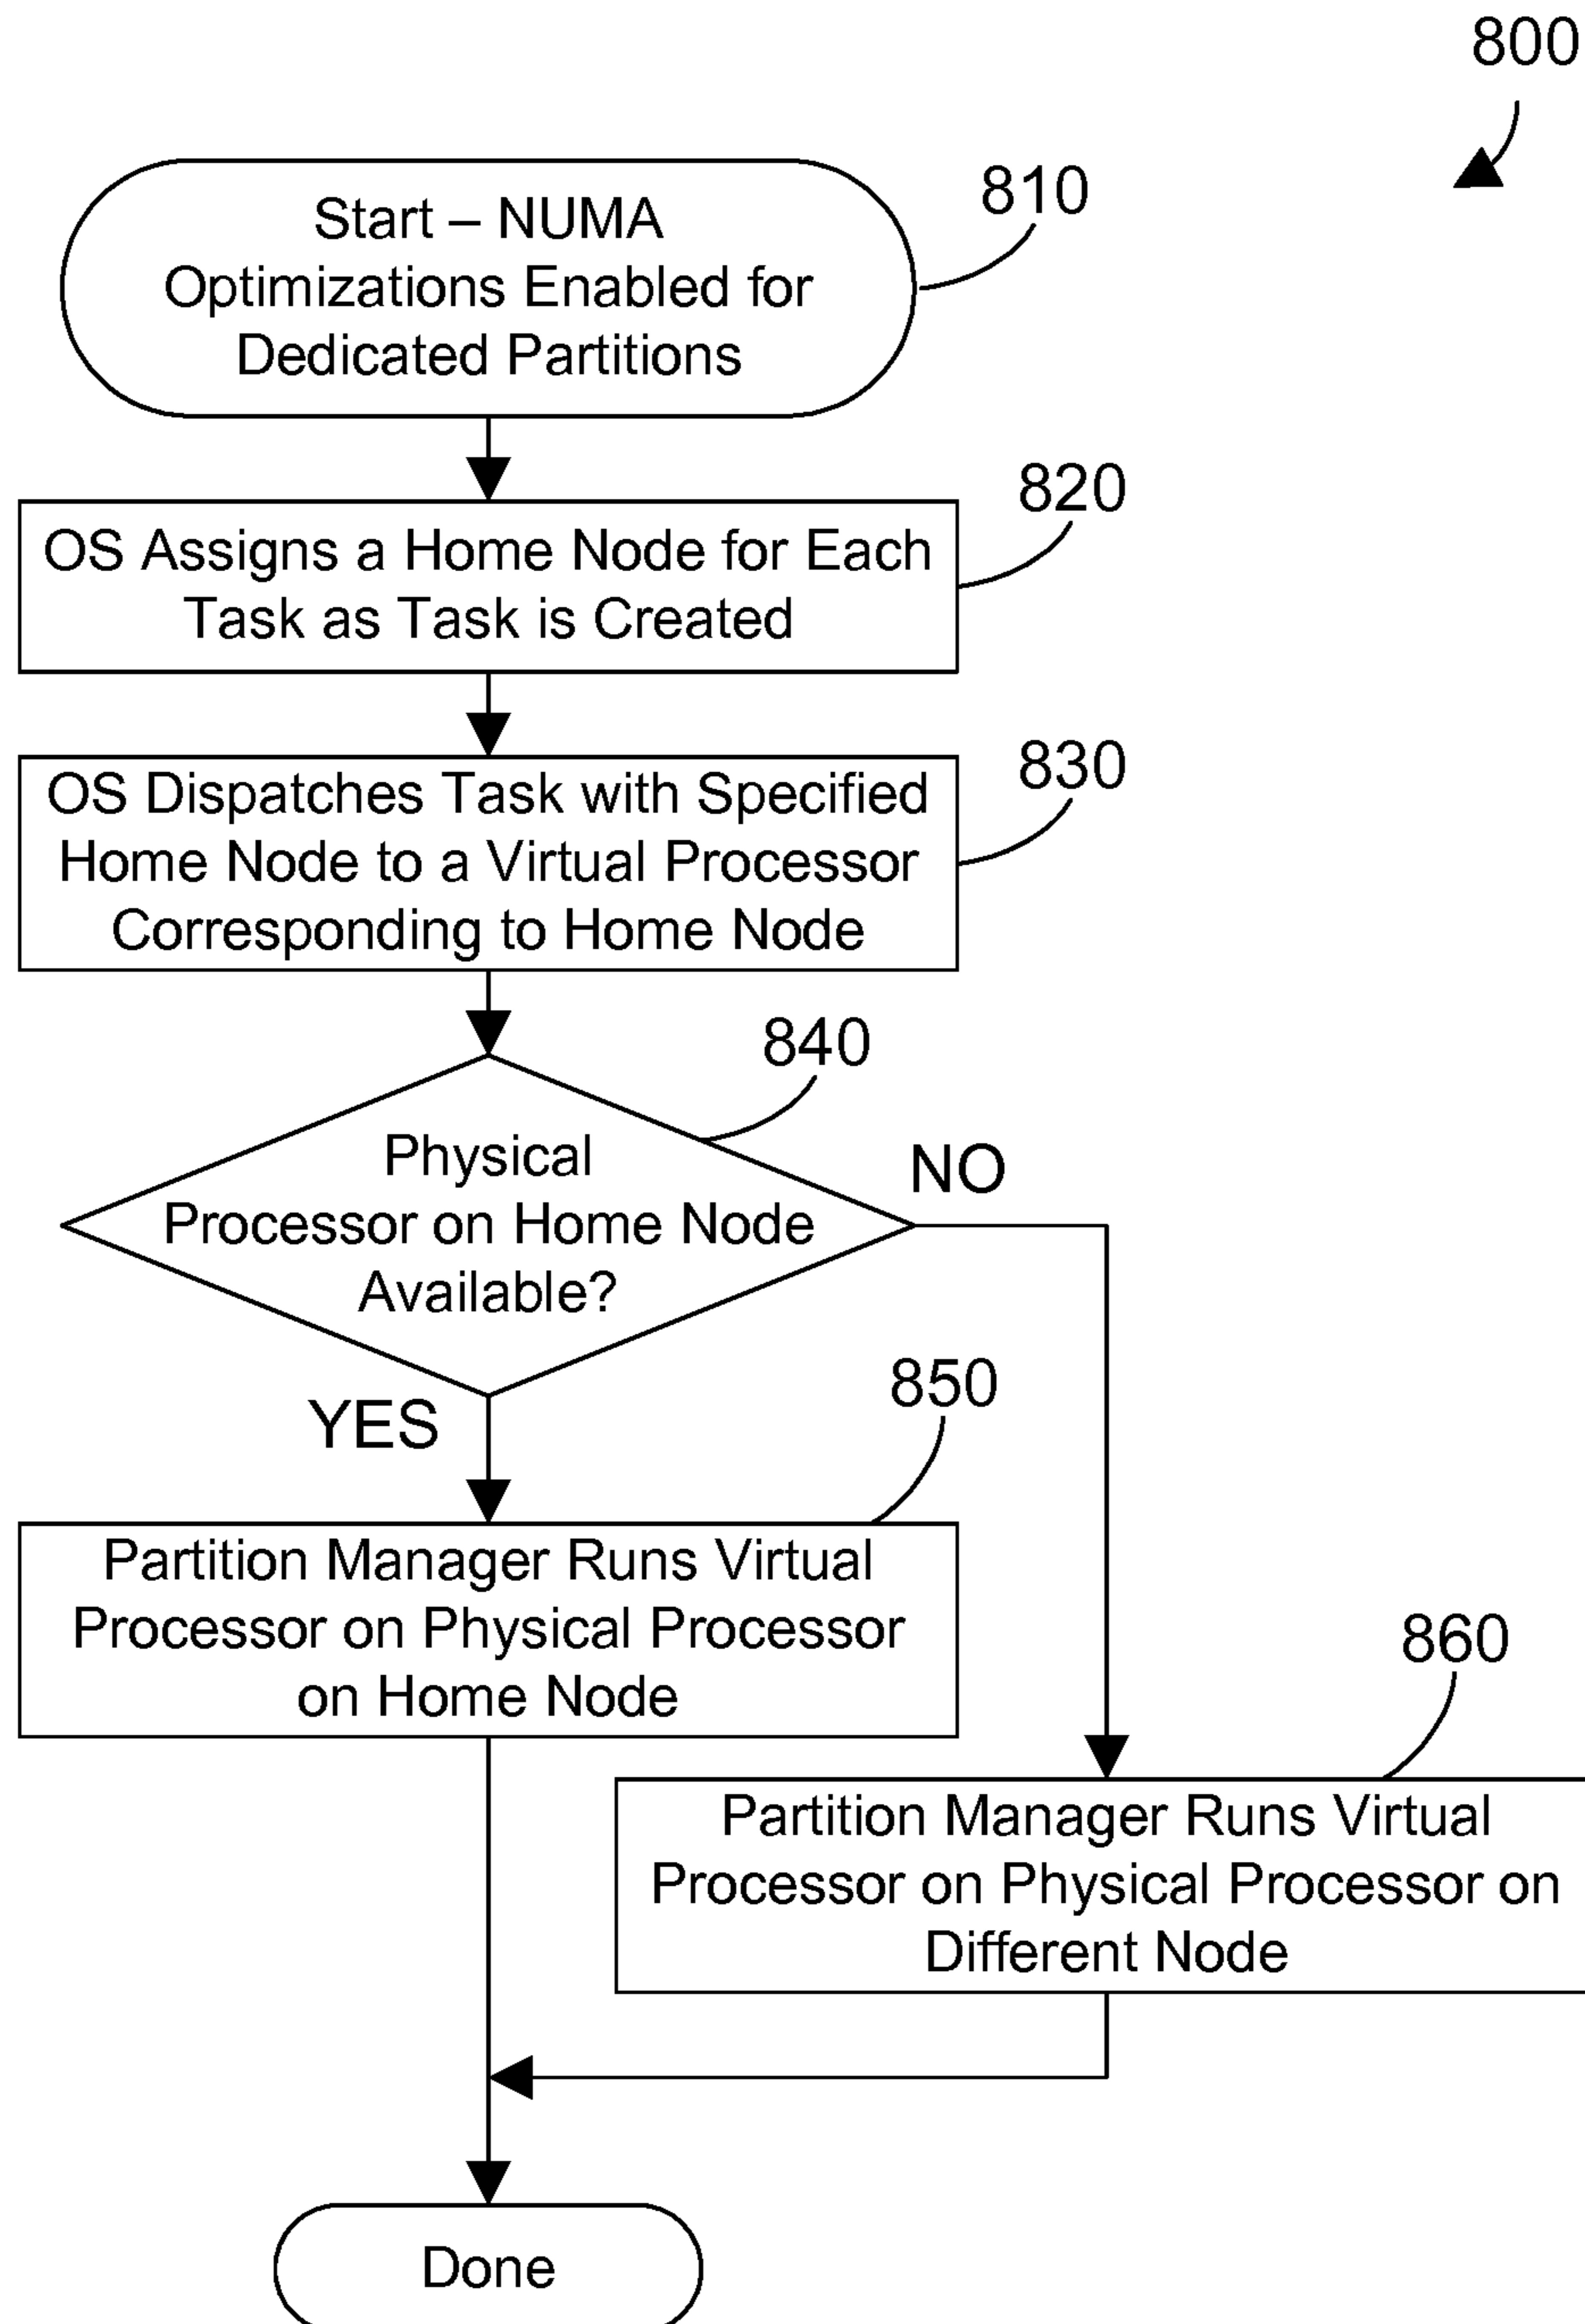 800
810
Start – NUMA
Optimizations Enabled for
Dedicated Partitions
820
OS Assigns a Home Node for Each
Task as Task is Created
830
OS Dispatches Task with Specified
Home Node to a Virtual Processor
Corresponding to Home Node
840
Physical
Processor on Home Node
Available?
NO
YES
850
Partition Manager Runs Virtual
Processor on Physical Processor
on Home Node
860
Partition Manager Runs Virtual
Processor on Physical Processor on
Different Node
Done